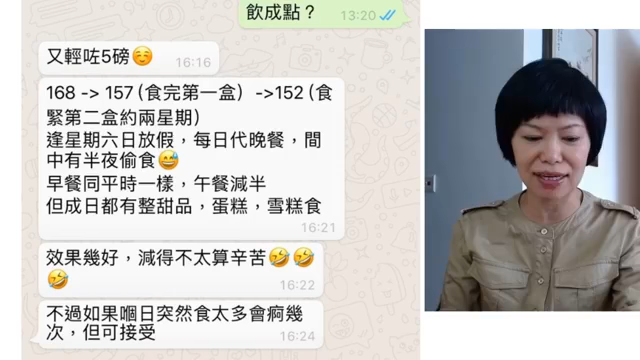 飲成點？
13:20
又輕咗5磅☺️
16:16
168 -> 157 (食完第一盒）->152 (食
緊第二盒約兩星期）
逢星期六日放假，每日代晚餐，間
中有半夜偷食😅
早餐同平時一樣，午餐減半
但成日都有整甜品，蛋糕，雪糕食
16:21
效果幾好，減得不太算辛苦🤣🤣
🤣
16:22
不過如果嗰日突然食太多會痾幾
次，但可接受
16:24